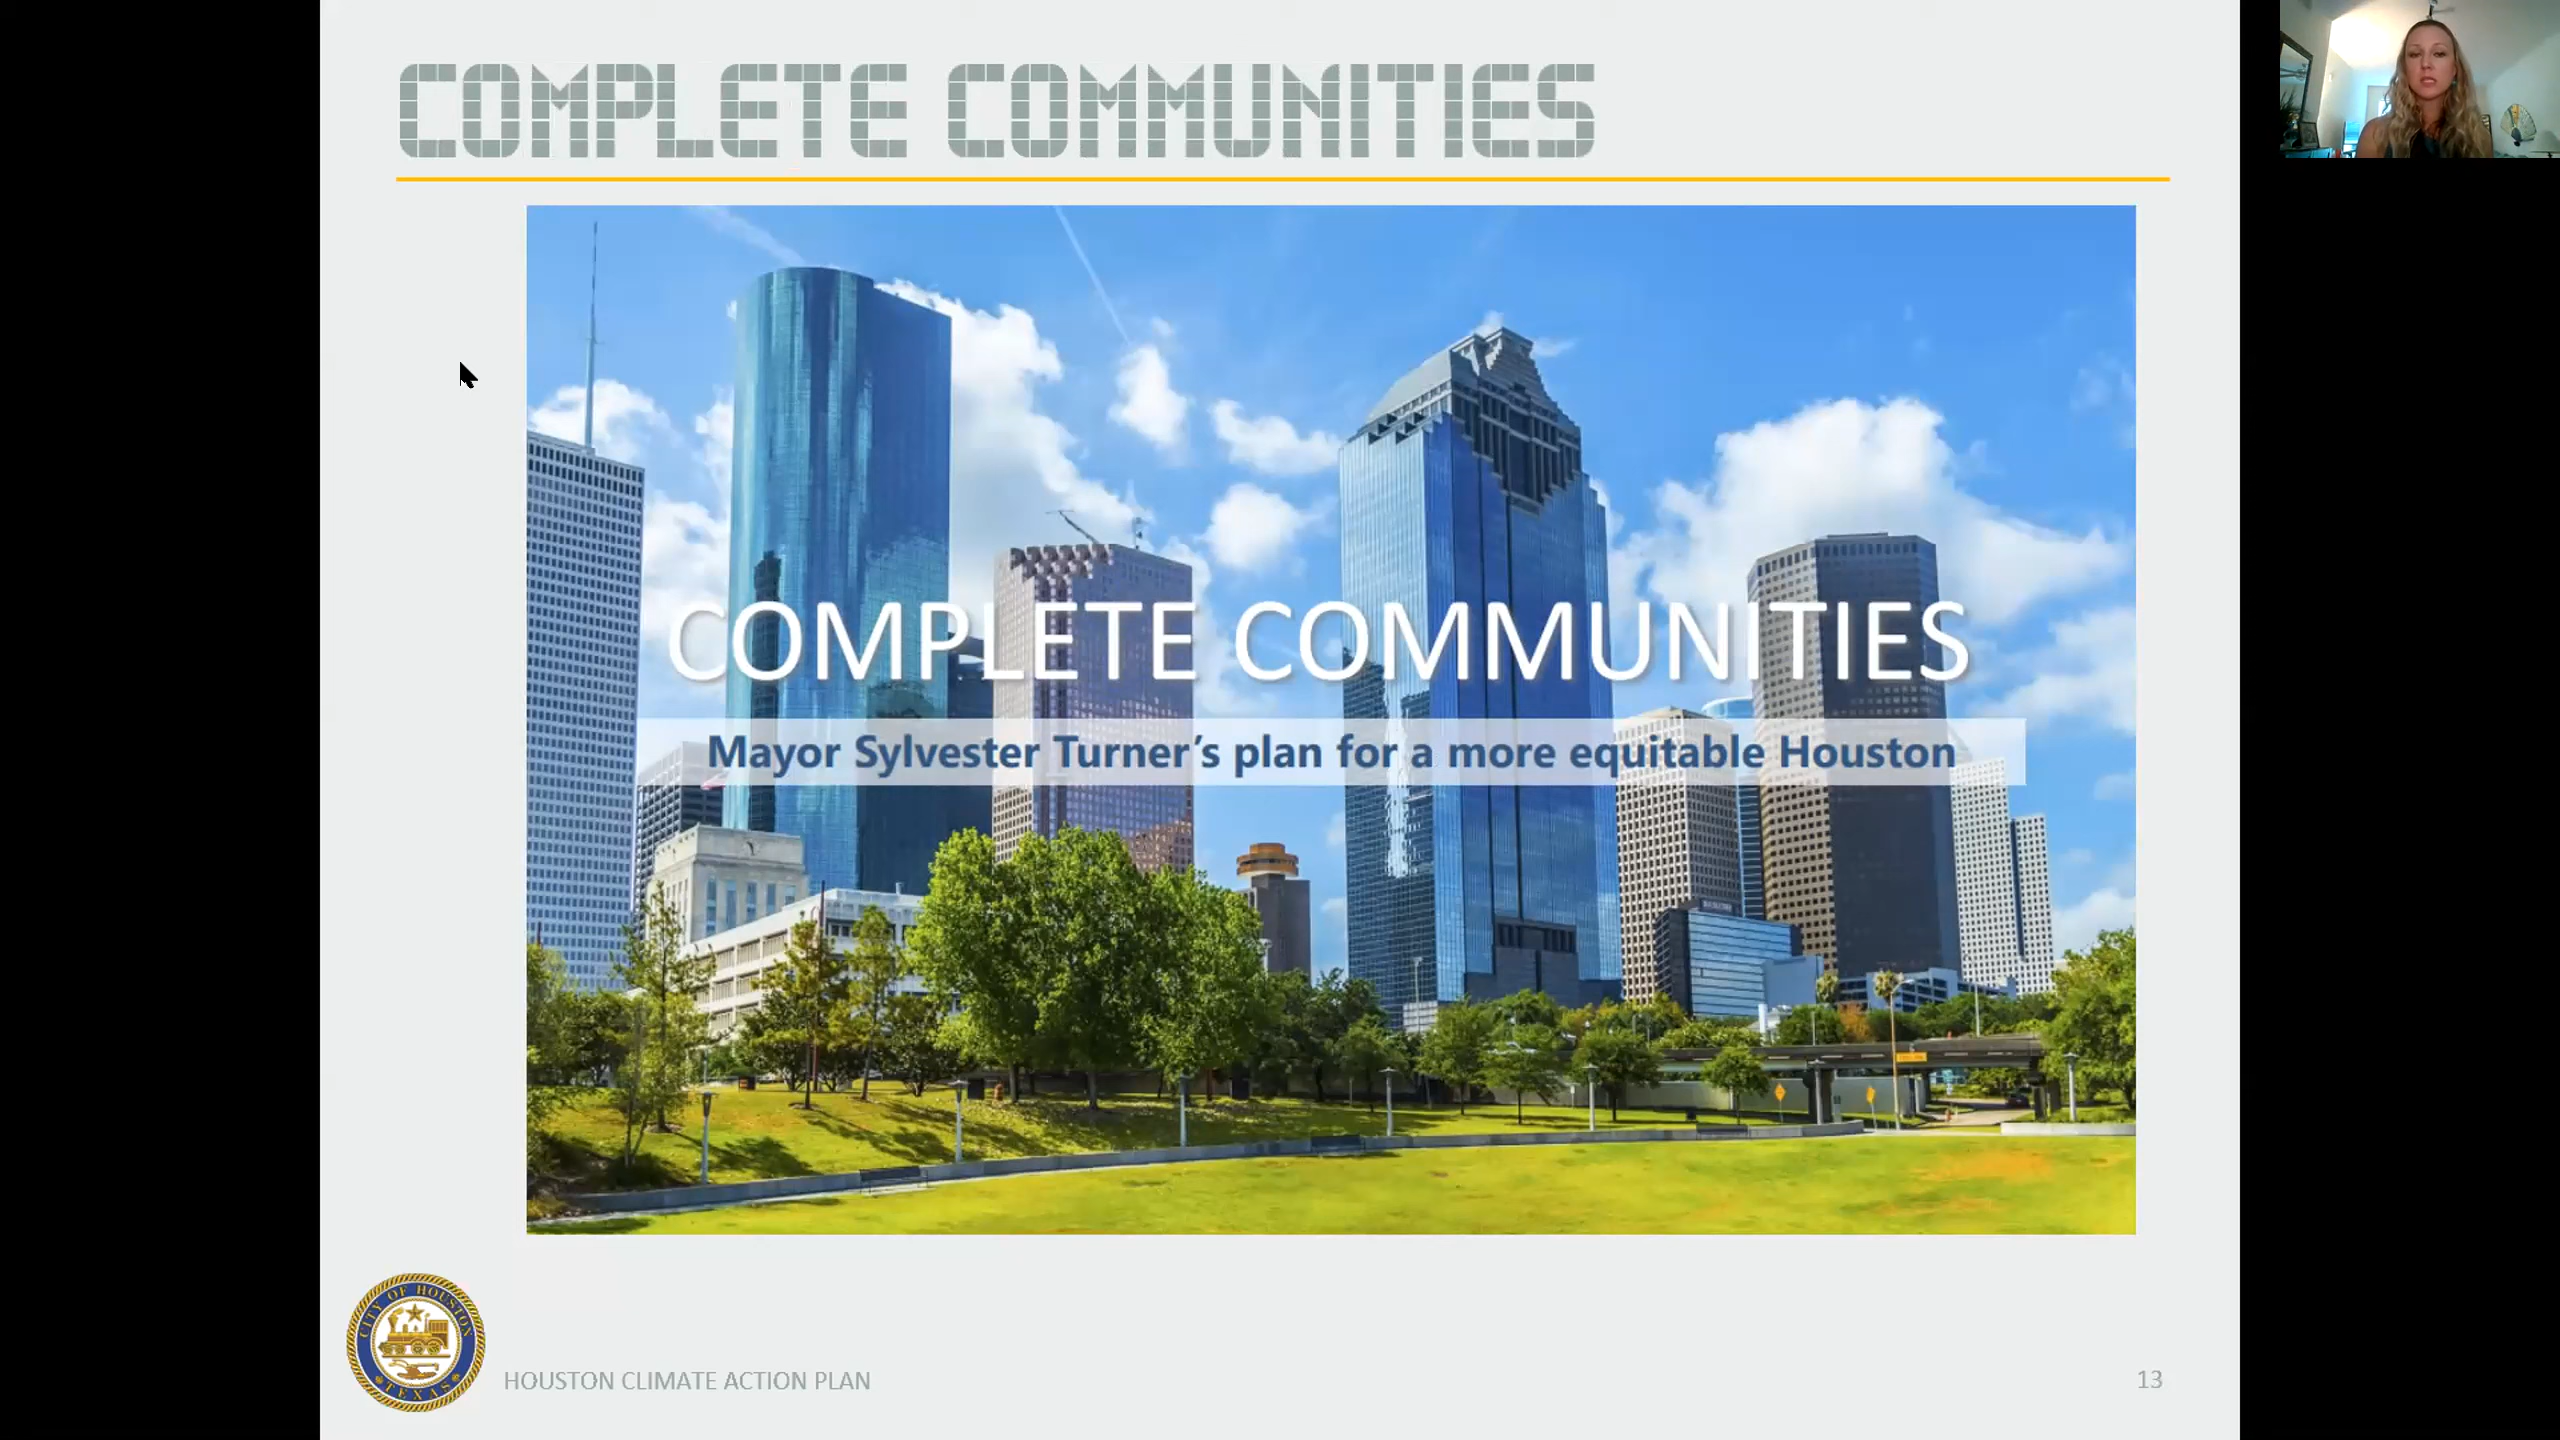 COMPLETE COMMUNITIES
COMPLETE COMMUNITIES
Mayor Sylvester Turner's plan for a more equitable Houston
CITY OF HOUSTON
TEXAS
HOUSTON CLIMATE ACTION PLAN
13